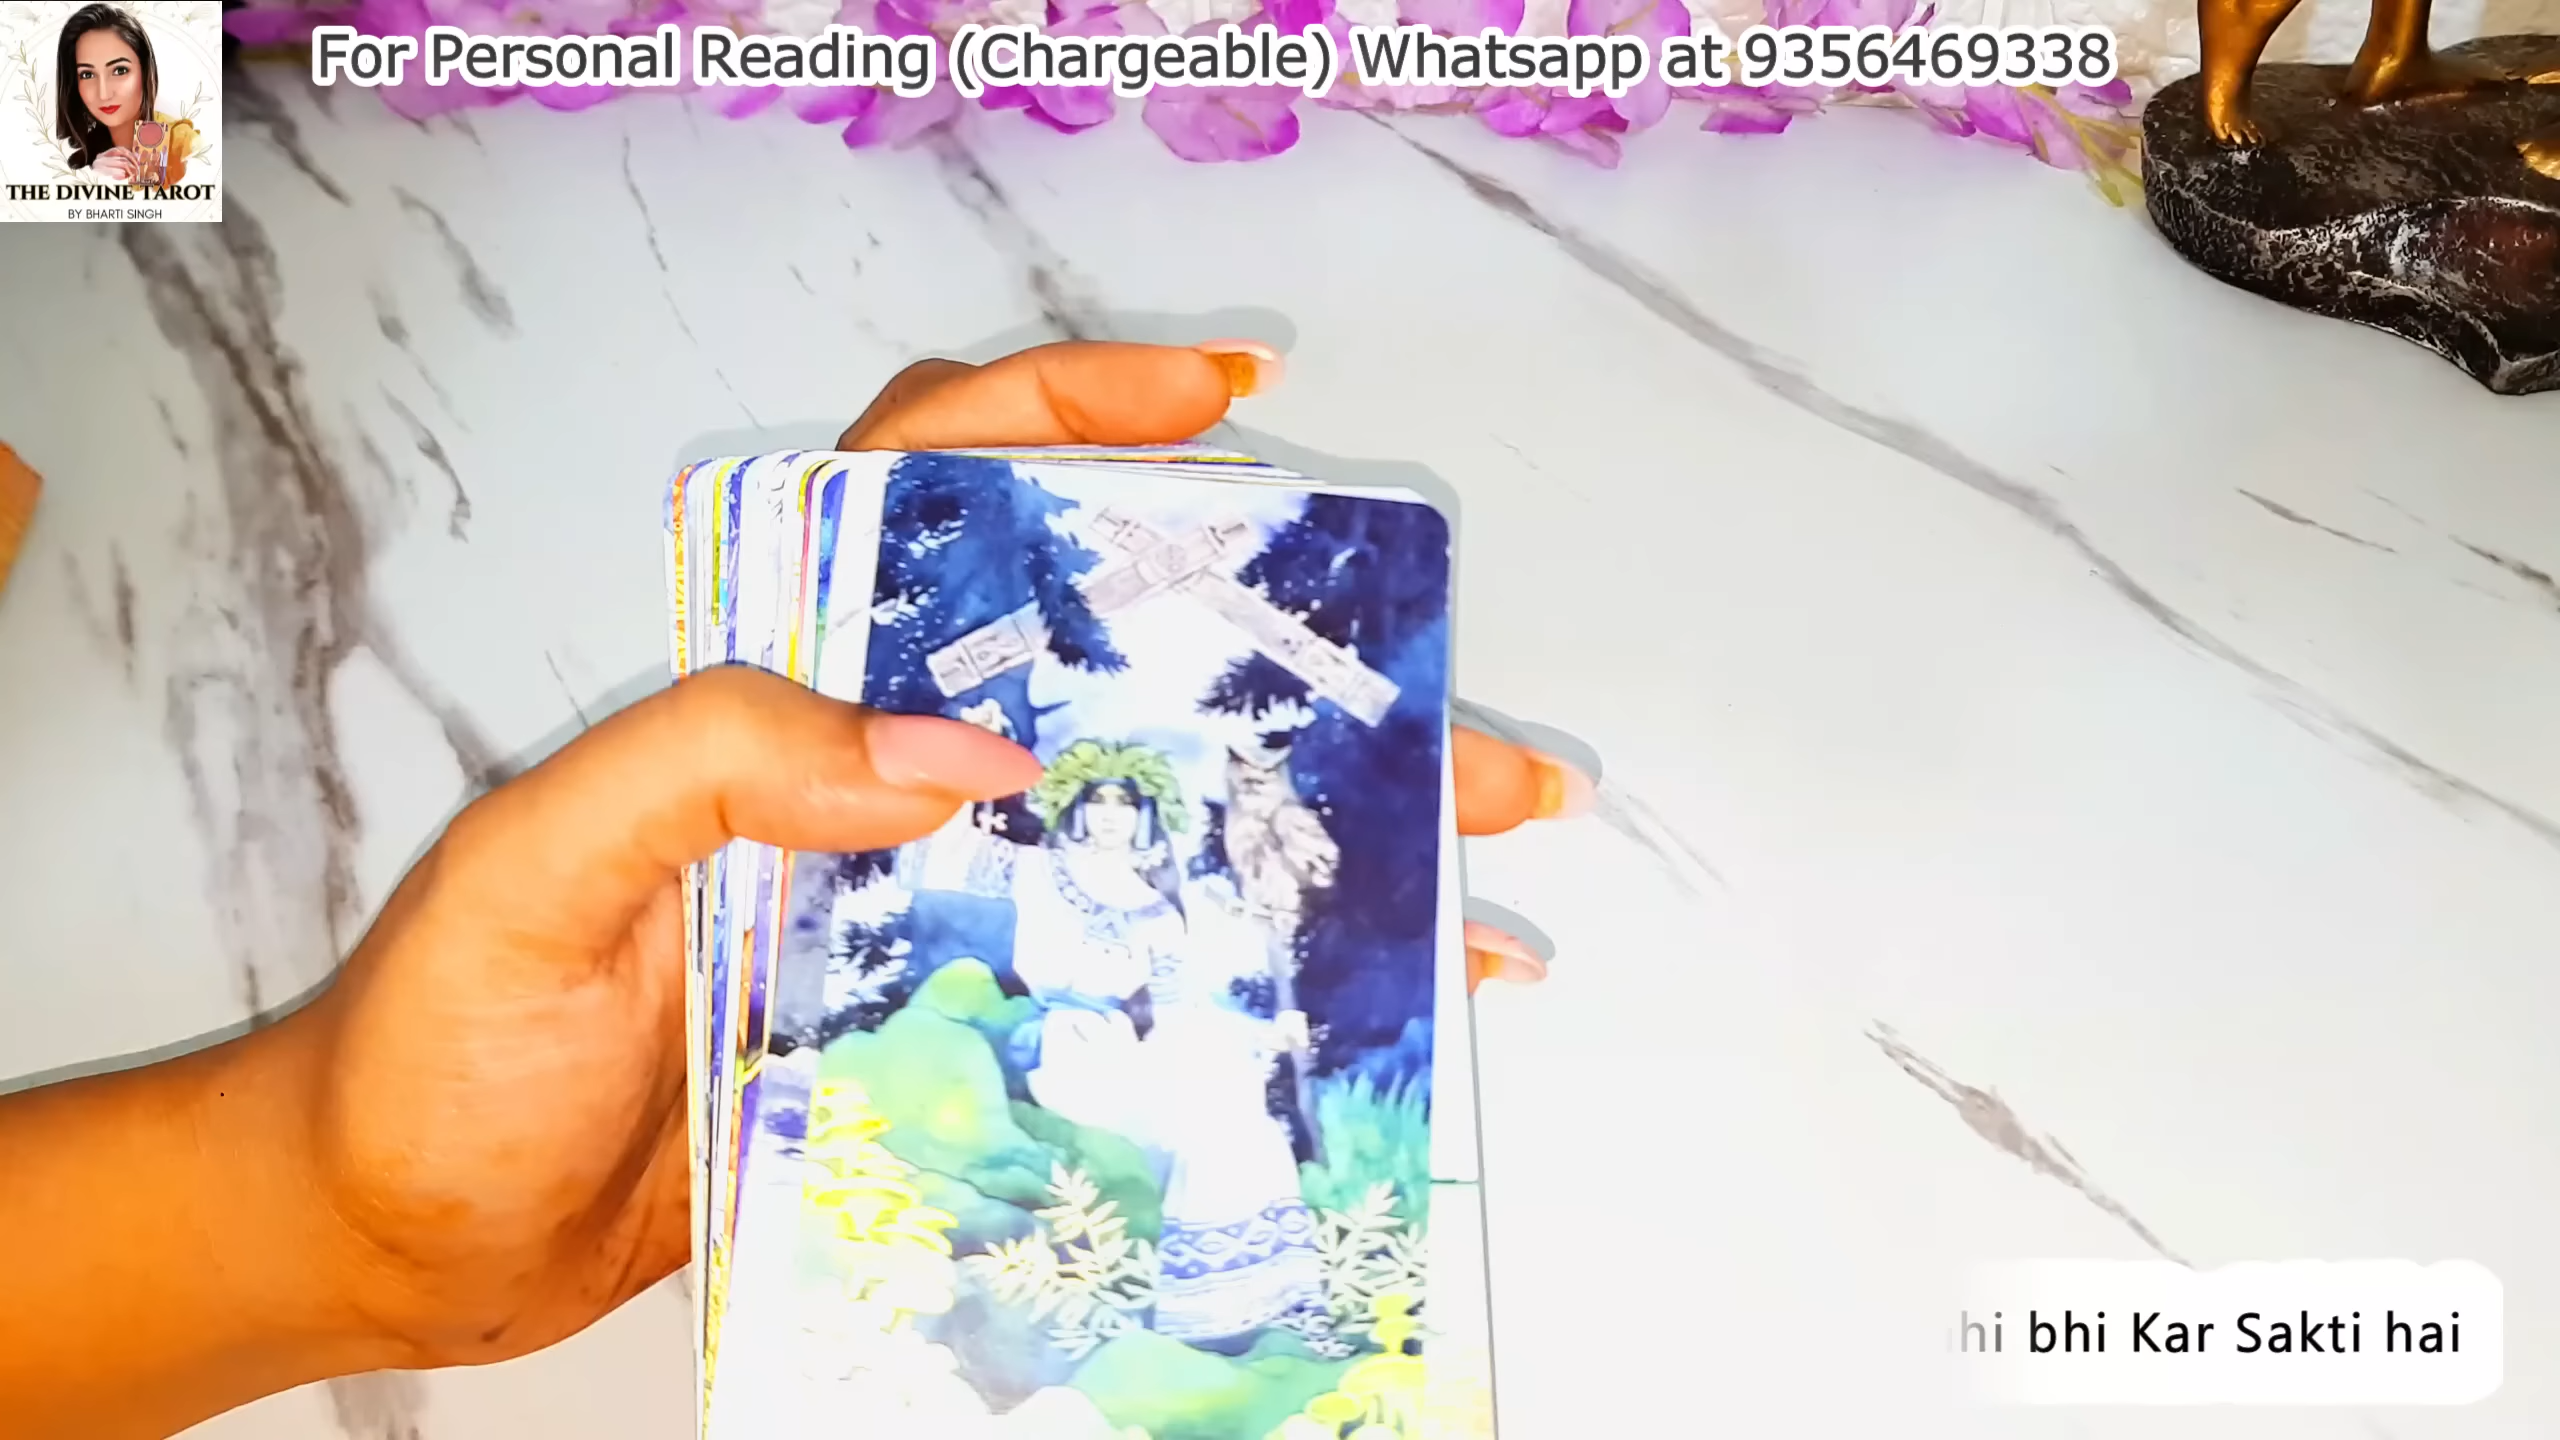 For Personal Reading (Chargeable) Whatsapp at 9356469338
THE DIVINE TAROT
BY BHARTI SINGH
bhi Kar Sakti hai